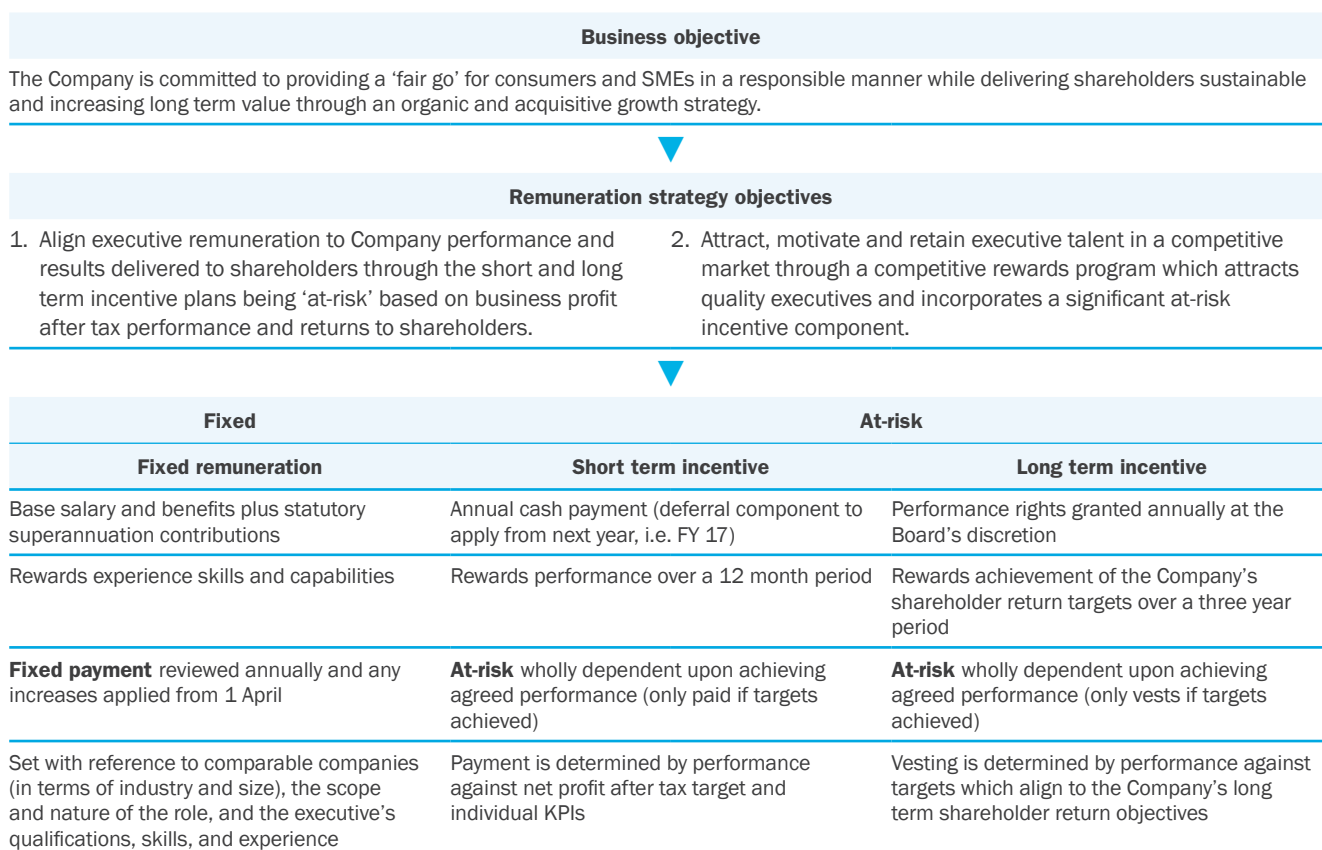 Business objective
The Company is committed to providing a ‘fair go’ for consumers and SMEs in a responsible manner while delivering shareholders sustainable
and increasing long term value through an organic and acquisitive growth strategy.
Remuneration strategy objectives
1. Align executive remuneration to Company performance and
results delivered to shareholders through the short and long
term incentive plans being ‘at-risk’ based on business profit
after tax performance and returns to shareholders.
2. Attract, motivate and retain executive talent in a competitive
market through a competitive rewards program which attracts
quality executives and incorporates a significant at-risk
incentive component.
Fixed
At-risk
Fixed remuneration
Short term incentive
Long term incentive
Base salary and benefits plus statutory
superannuation contributions
Annual cash payment (deferral component to
apply from next year, i.e. FY 17)
Performance rights granted annually at the
Board’s discretion
Rewards experience skills and capabilities
Rewards performance over a 12 month period
Rewards achievement of the Company’s
shareholder return targets over a three year
period
Fixed payment reviewed annually and any
increases applied from 1 April
At-risk wholly dependent upon achieving
agreed performance (only paid if targets
achieved)
At-risk wholly dependent upon achieving
agreed performance (only vests if targets
achieved)
Set with reference to comparable companies
(in terms of industry and size), the scope
and nature of the role, and the executive’s
qualifications, skills, and experience
Payment is determined by performance
against net profit after tax target and
individual KPIs
Vesting is determined by performance against
targets which align to the Company’s long
term shareholder return objectives